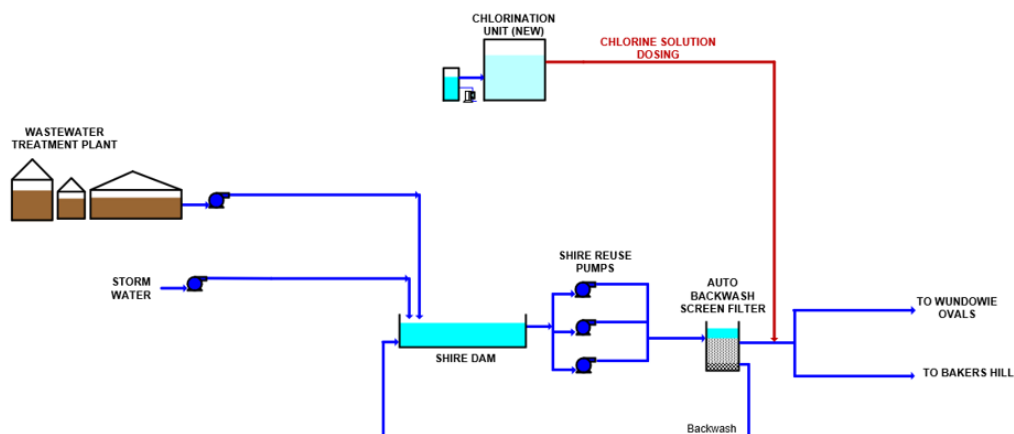 CHLORINATION
UNIT (NEW)
CHLORINE SOLUTION
DOSING
WASTEWATER
TREATMENT PLANT
STORM
WATER
SHIRE REUSE
PUMPS
AUTO
BACKWASH
SCREEN FILTER
TO WUNDOWIE
OVALS
SHIRE DAM
TO BAKERS HILL
Backwash